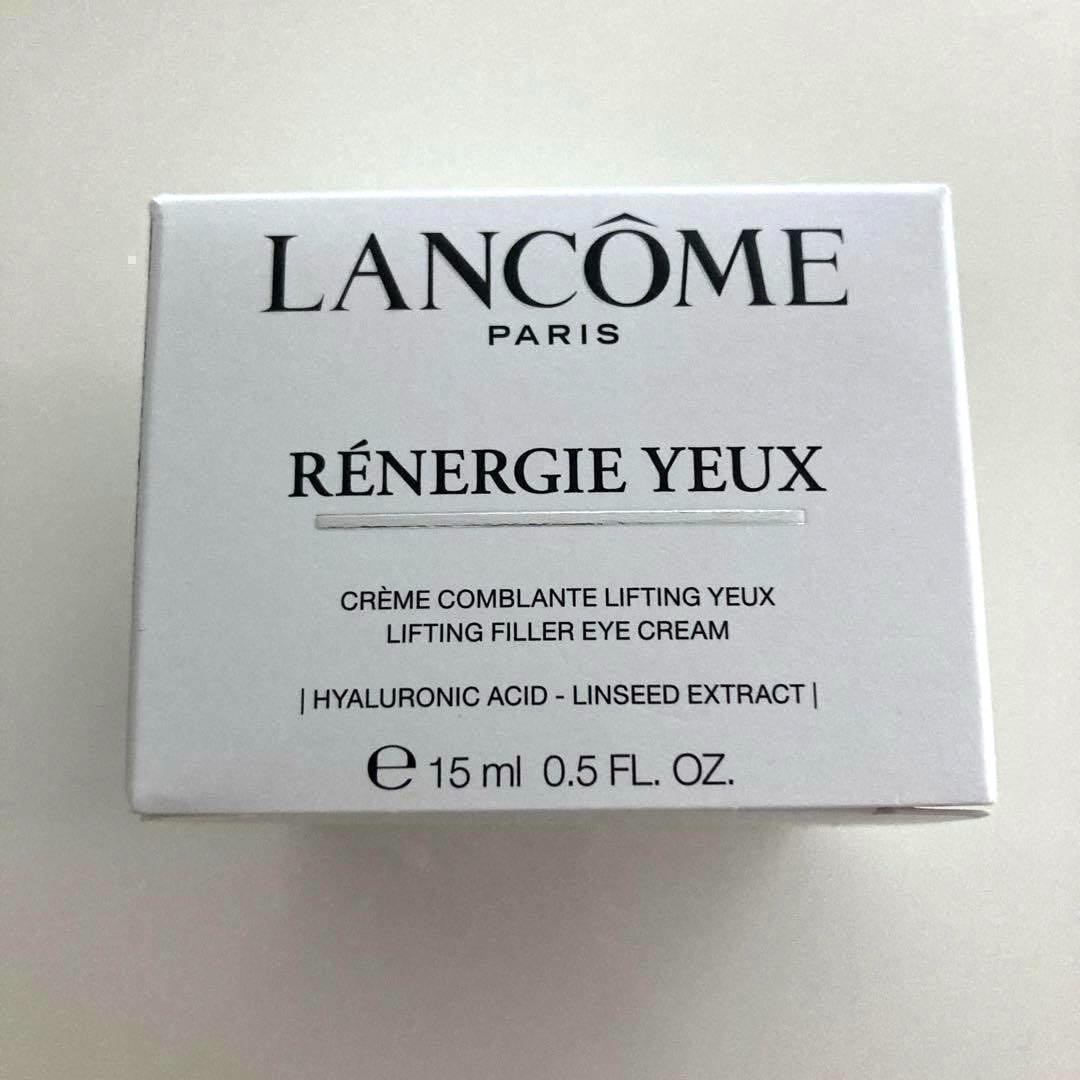 LANCÔME
PARIS
RÉNERGIE YEUX
CRÈME COMBLANTE LIFTING YEUX
LIFTING FILLER EYE CREAM
| HYALURONIC ACID - LINSEED EXTRACT |
℮ 15 ml 0.5 FL. OZ.